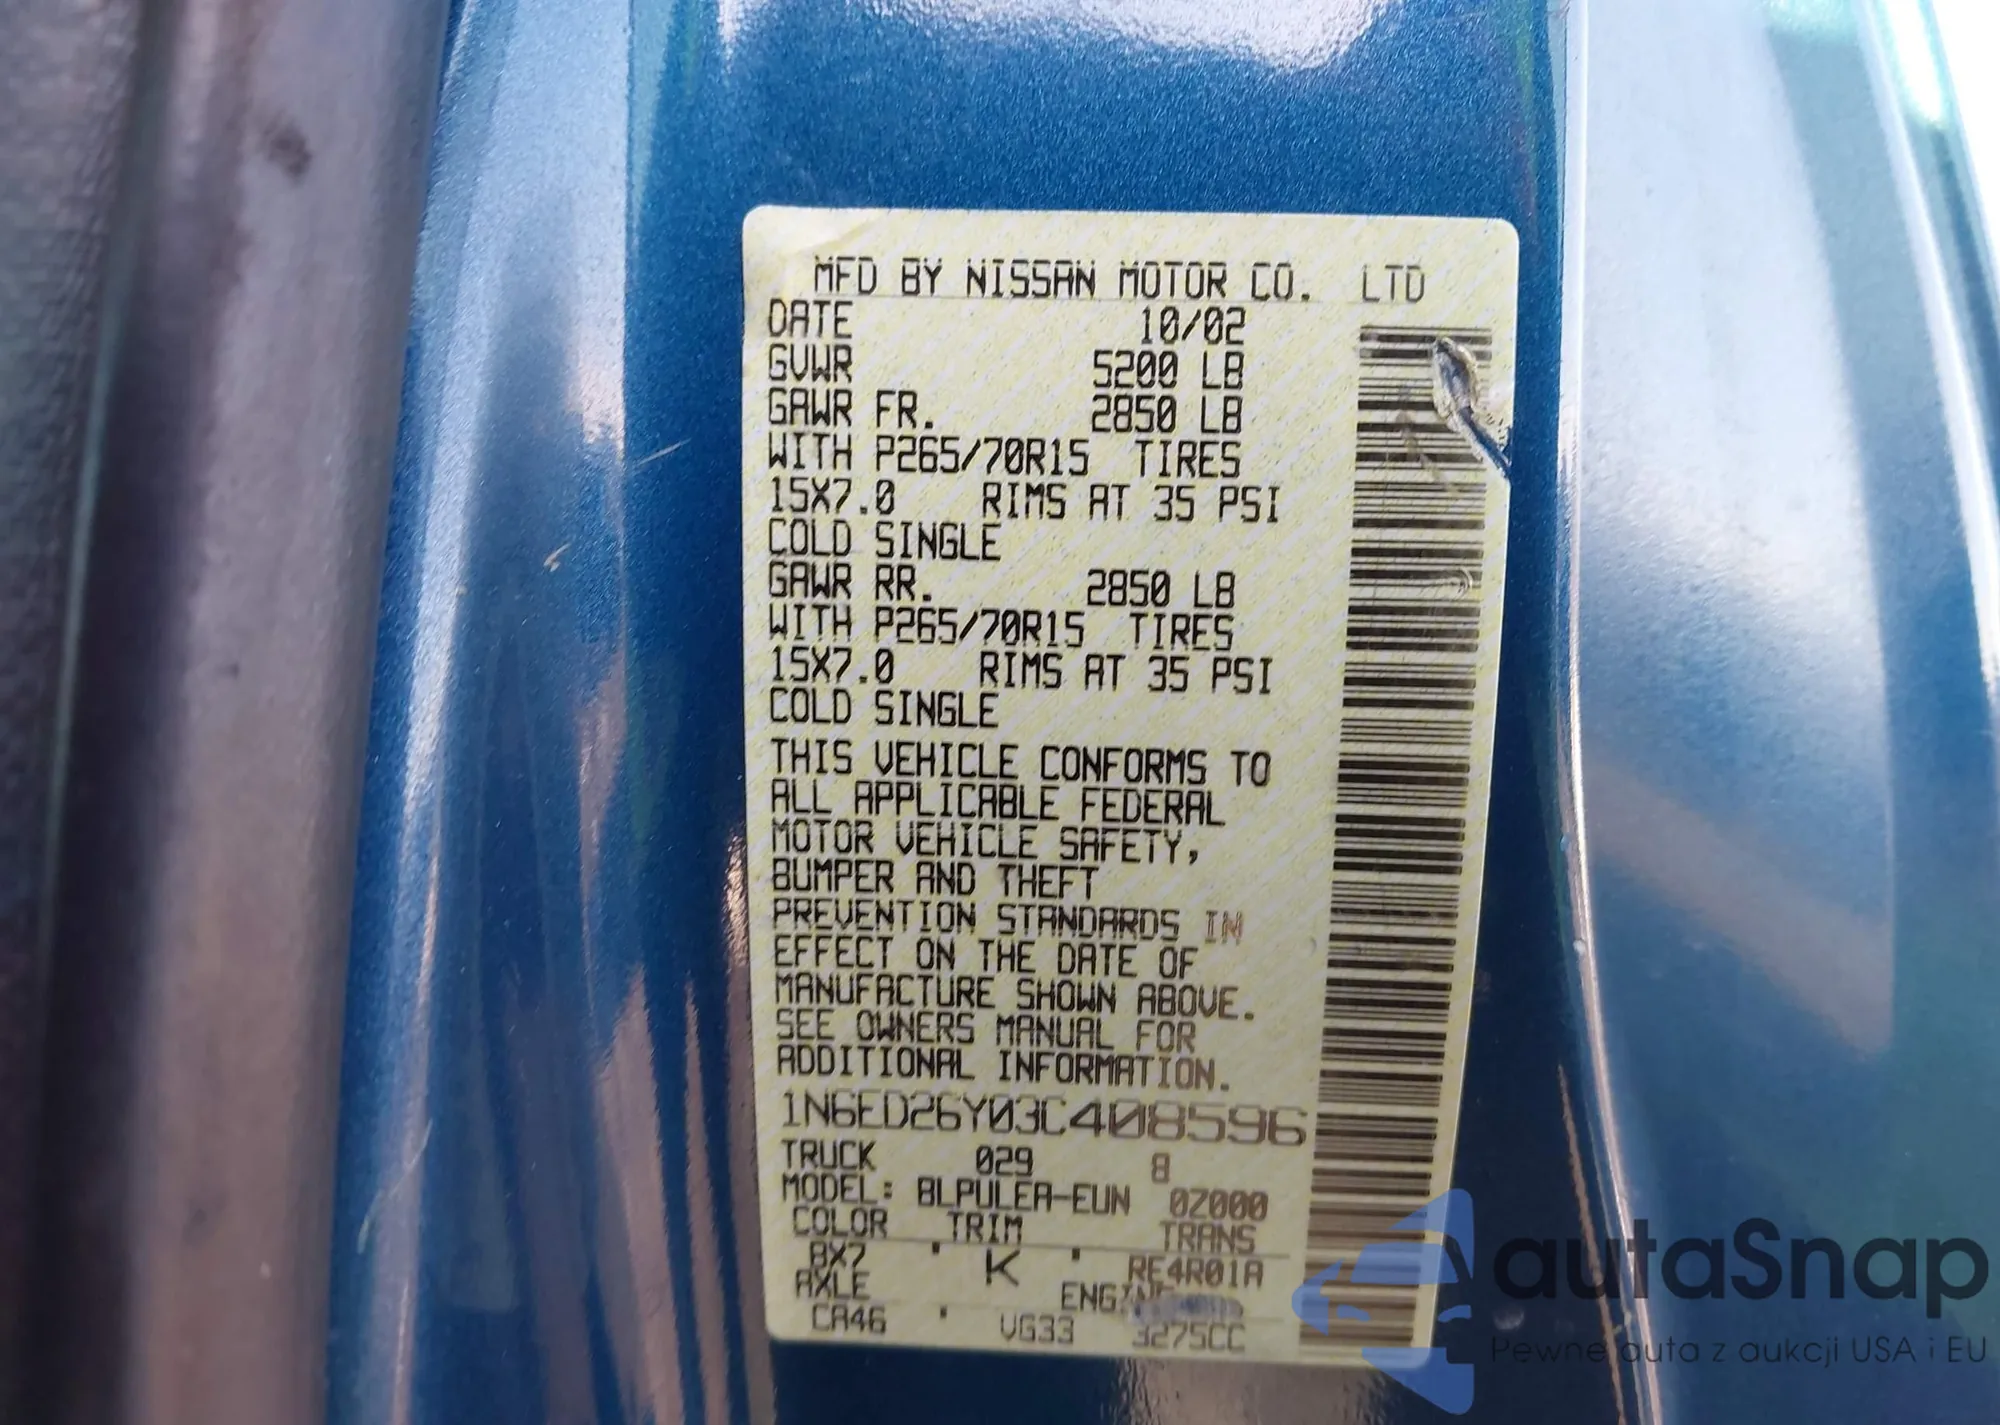 MFD BY NISSAN MOTOR CO. LTD
DATE 10/02
GVWR 5200 LB
GAWR FR. 2850 LB
WITH P265/70R15 TIRES
15X7.0 RIMS AT 35 PSI
COLD SINGLE
GAWR RR. 2850 LB
WITH P265/70R15 TIRES
15X7.0 RIMS AT 35 PSI
COLD SINGLE
THIS VEHICLE CONFORMS TO
ALL APPLICABLE FEDERAL
MOTOR VEHICLE SAFETY,
BUMPER AND THEFT
PREVENTION STANDARDS IN
EFFECT ON THE DATE OF
MANUFACTURE SHOWN ABOVE.
SEE OWNERS MANUAL FOR
ADDITIONAL INFORMATION.
1N6ED26Y03C408596
TRUCK 029 8
MODEL: BLPULEA-EUN 0Z000
COLOR TRIM TRANS
BX7 K RE4R01A
AXLE ENGINE
CA46 VG33 3275CC
autaSnap
Pewne auta z aukcji USA i EU